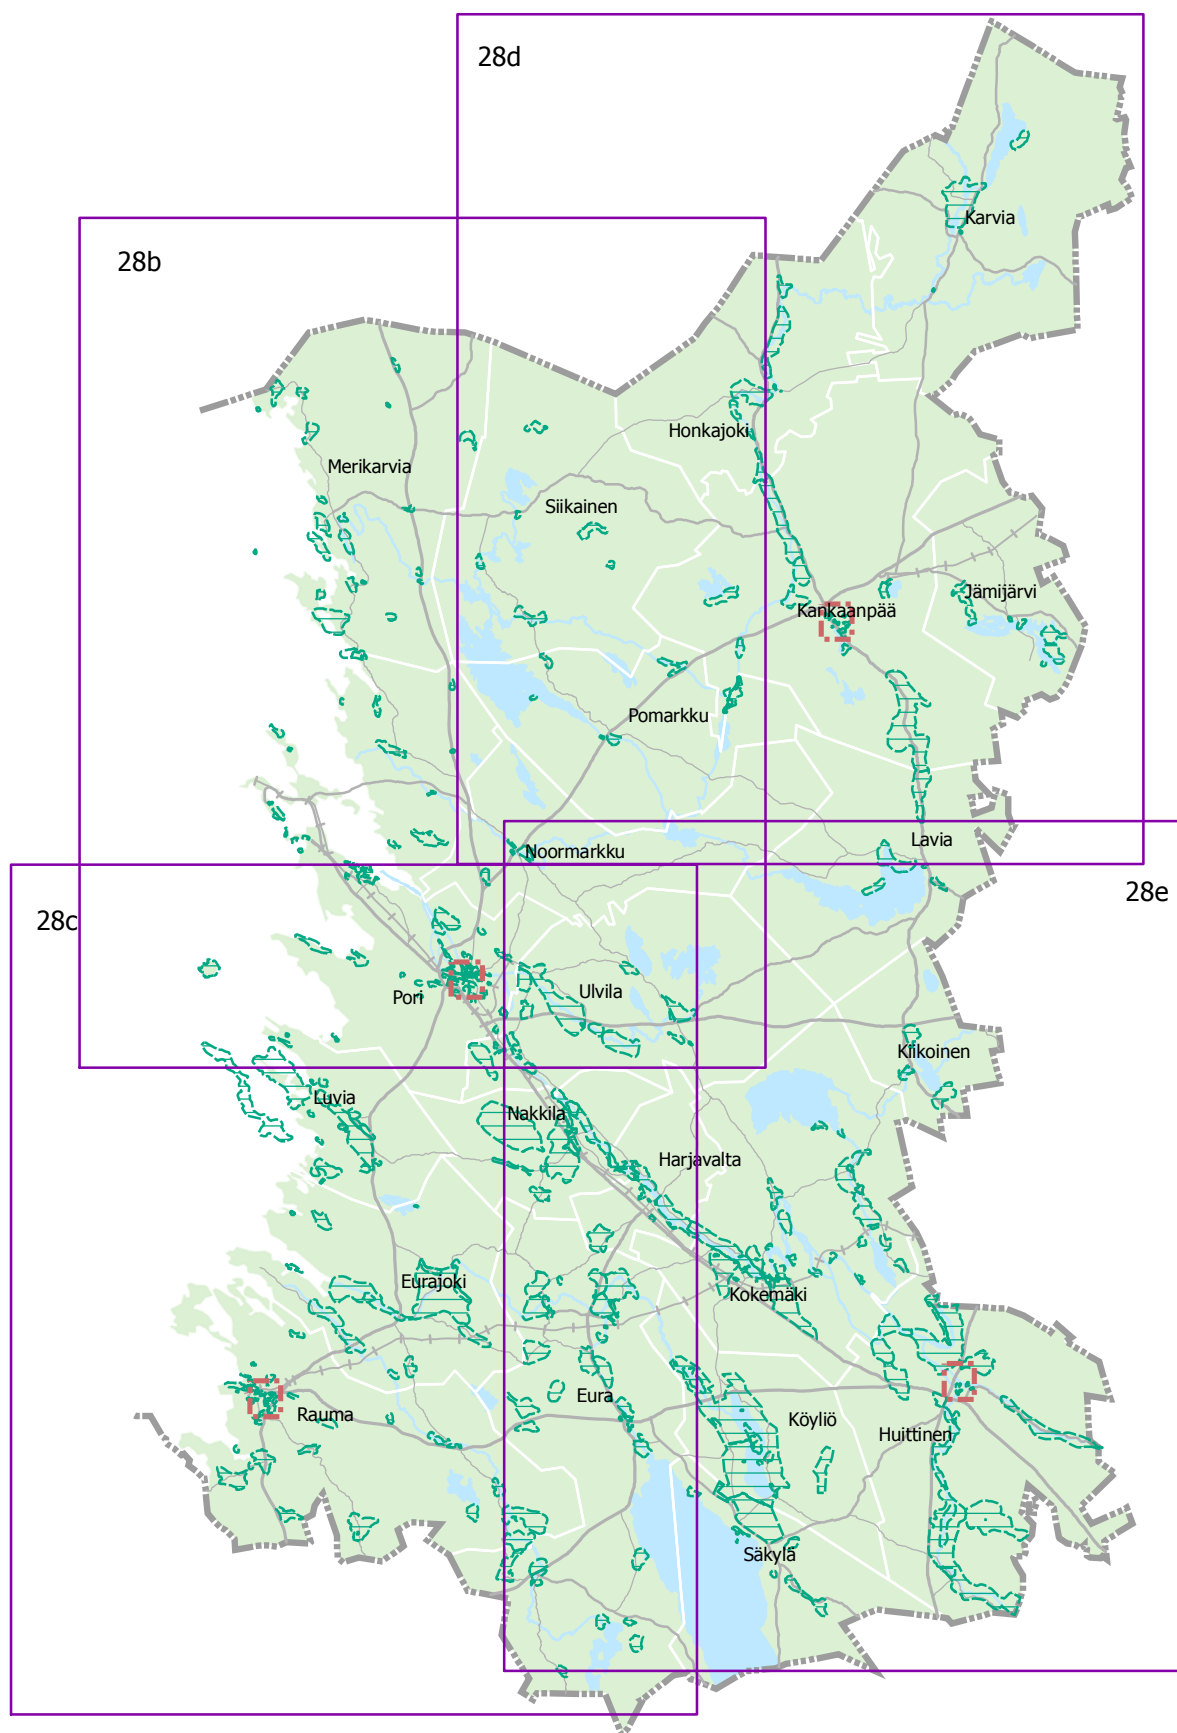 28d
Karvia
28b
Honkajoki
Merikarvia
Siikainen
Jämijärvi
Kankaanpää
Pomarkku
Lavia
Noormarkku
28e
28c
Ulvila
Pori
Kiikoinen
Luvia
Nakkila
Harjavalta
Eurajoki
Kokemäki
Eura
Rauma
Köyliö
Huittinen
Säkylä